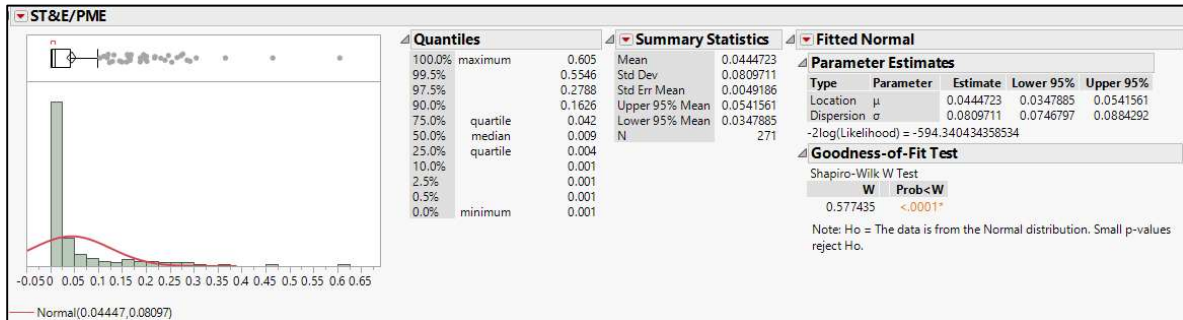 ST&E/PME
-0.050 0.05 0.1 0.15 0.2 0.25 0.3 0.35 0.4 0.45 0.5 0.55 0.6 0.65
Normal(0.04447,0.08097)
Quantiles
100.0% maximum 0.605
99.5% 0.5546
97.5% 0.2788
90.0% 0.1626
75.0% quartile 0.042
50.0% median 0.009
25.0% quartile 0.004
10.0% 0.001
2.5% 0.001
0.5% 0.001
0.0% minimum 0.001
Summary Statistics
Mean 0.0444723
Std Dev 0.0809711
Std Err Mean 0.0049186
Upper 95% Mean 0.0541561
Lower 95% Mean 0.0347885
N 271
Fitted Normal
Parameter Estimates
Type Parameter Estimate Lower 95% Upper 95%
Location μ 0.0444723 0.0347885 0.0541561
Dispersion σ 0.0809711 0.0746797 0.0884292
-2log(Likelihood) = -594.340434358534
Goodness-of-Fit Test
Shapiro-Wilk W Test
W Prob<W
0.577435 <.0001*
Note: Ho = The data is from the Normal distribution. Small p-values
reject Ho.